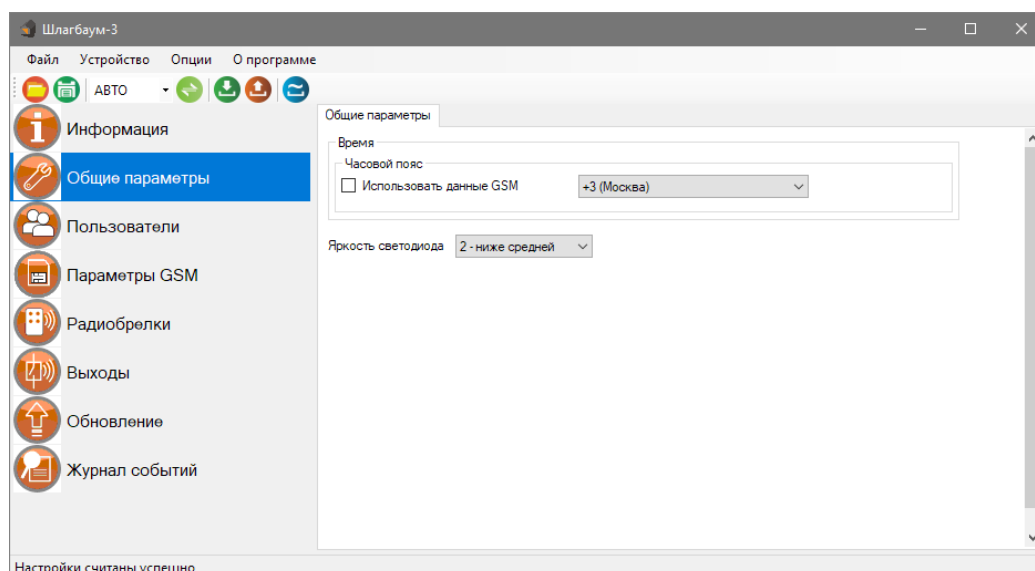 Шлагбаум-3
Файл Устройство Опции О программе
АВТО
Информация
Общие параметры
Пользователи
Параметры GSM
Радиобрелки
Выходы
Обновление
Журнал событий
Общие параметры
Время
Часовой пояс
Использовать данные GSM +3 (Москва)
Яркость светодиода 2 - ниже средней
Настройки считаны успешно